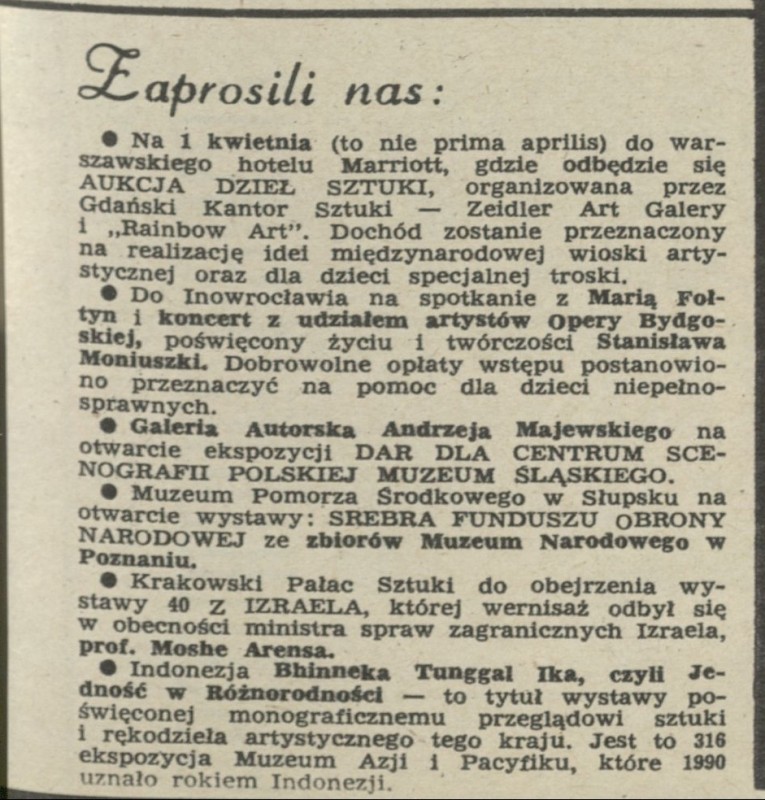 Zaprosili nas:
● Na 1 kwietnia (to nie prima aprilis) do war-
szawskiego hotelu Marriott, gdzie odbędzie się
AUKCJA DZIEŁ SZTUKI, organizowana przez
Gdański Kantor Sztuki — Zeidler Art Galery
i „Rainbow Art". Dochód zostanie przeznaczony
na realizację idei międzynarodowej wioski arty-
stycznej oraz dla dzieci specjalnej troski.
● Do Inowrocławia na spotkanie z Marią Foł-
tyn i koncert z udziałem artystów Opery Bydgo-
skiej, poświęcony życiu i twórczości Stanisława
Moniuszki. Dobrowolne opłaty wstępu postanowio-
no przeznaczyć na pomoc dla dzieci niepełno-
sprawnych.
● Galeria Autorska Andrzeja Majewskiego na
otwarcie ekspozycji DAR DLA CENTRUM SCE-
NOGRAFII POLSKIEJ MUZEUM ŚLĄSKIEGO.
● Muzeum Pomorza Środkowego w Słupsku na
otwarcie wystawy: SREBRA FUNDUSZU OBRONY
NARODOWEJ ze zbiorów Muzeum Narodowego w
Poznaniu.
● Krakowski Pałac Sztuki do obejrzenia wy-
stawy 40 Z IZRAELA, której wernisaż odbył się
w obecności ministra spraw zagranicznych Izraela,
prof. Moshe Arensa.
● Indonezja Bhinneka Tunggal Ika, czyli Je-
dność w Różnorodności — to tytuł wystawy po-
święconej monograficznemu przeglądowi sztuki
i rękodzieła artystycznego tego kraju. Jest to 316
ekspozycja Muzeum Azji i Pacyfiku, które 1990
uznało rokiem Indonezji.